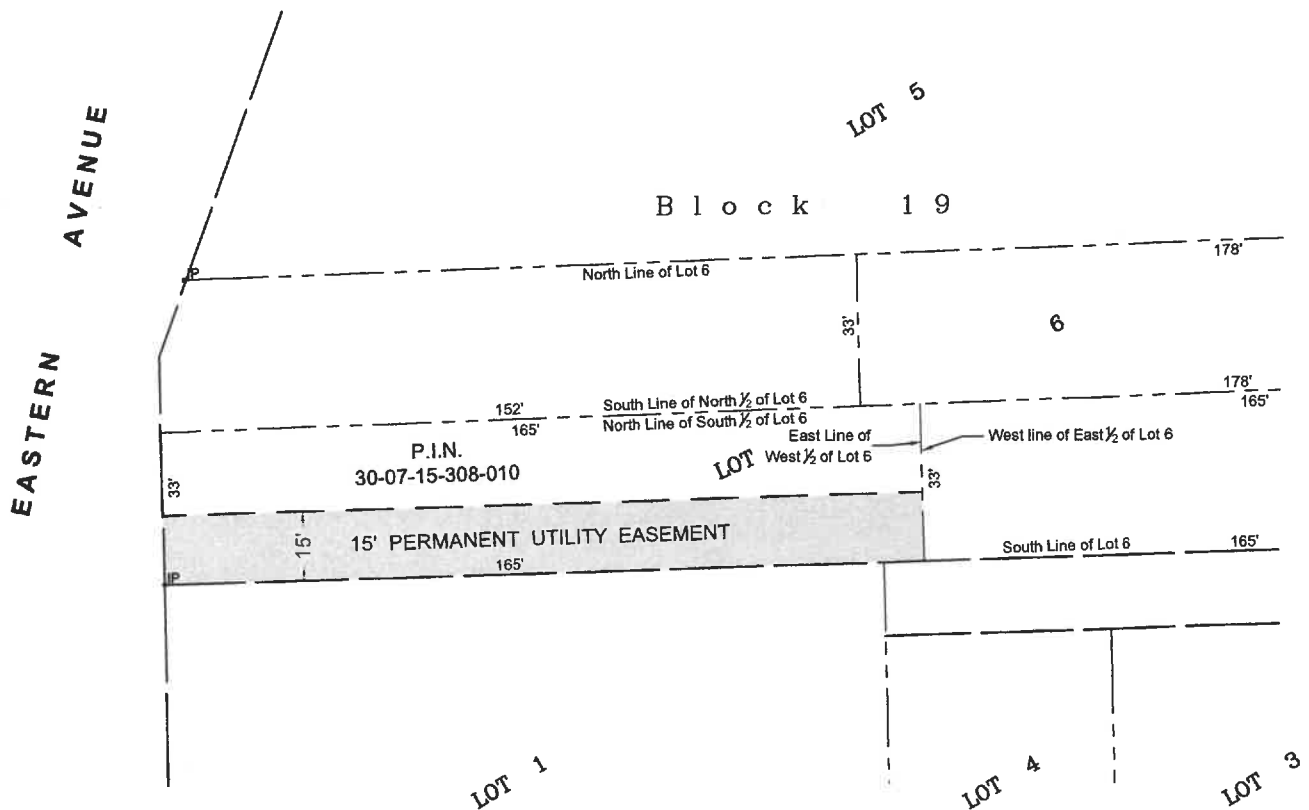 EASTERN AVENUE
LOT 5
Block 19
IP
North Line of Lot 6
178'
33'
6
152'
South Line of North ½ of Lot 6
178'
165'
North Line of South ½ of Lot 6
165'
P.I.N.
30-07-15-308-010
LOT
East Line of
West ½ of Lot 6
West line of East ½ of Lot 6
33'
33'
15'
15' PERMANENT UTILITY EASEMENT
South Line of Lot 6
165'
IP
165'
LOT 1
LOT 4
LOT 3